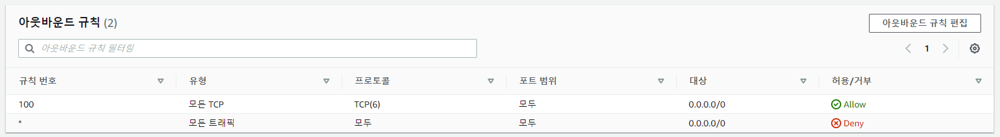 아웃바운드 규칙 (2)
아웃바운드 규칙 편집
아웃바운드 규칙 필터링
1
규칙 번호 유형 프로토콜 포트 범위 대상 허용/거부
100 모든 TCP TCP(6) 모두 0.0.0.0/0 Allow
* 모든 트래픽 모두 모두 0.0.0.0/0 Deny